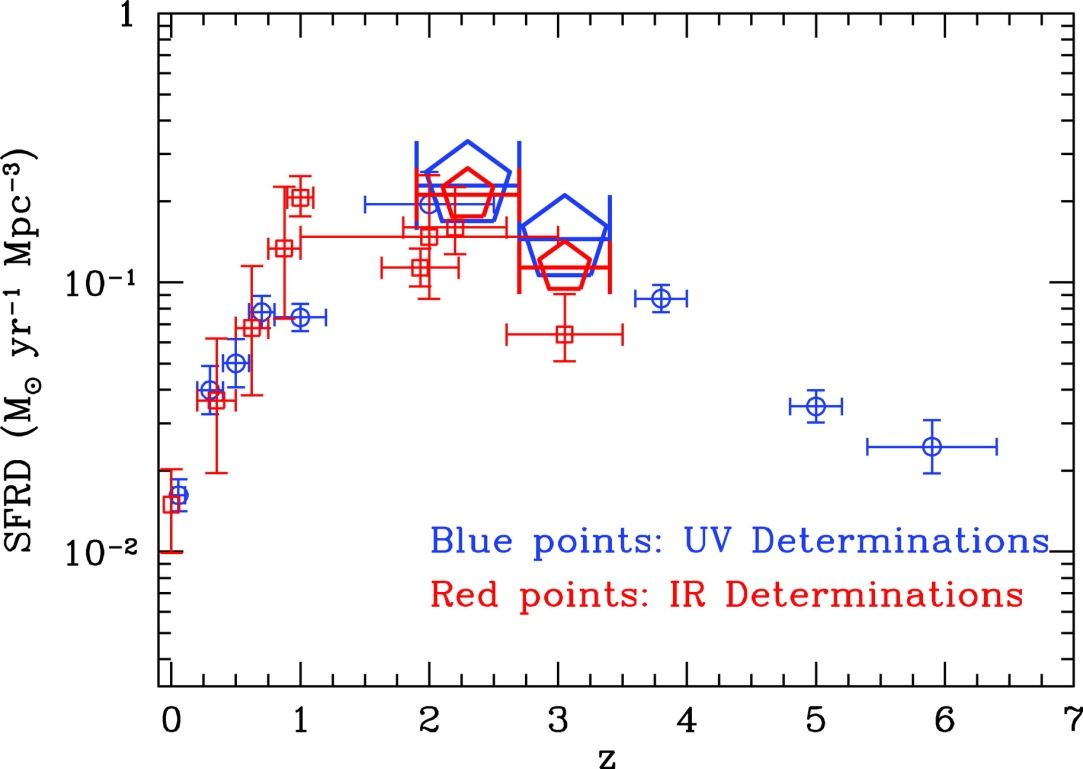 1
10⁻¹
10⁻²
SFRD (M☉ yr⁻¹ Mpc⁻³)
Blue points: UV Determinations
Red points: IR Determinations
0 1 2 3 4 5 6 7
z